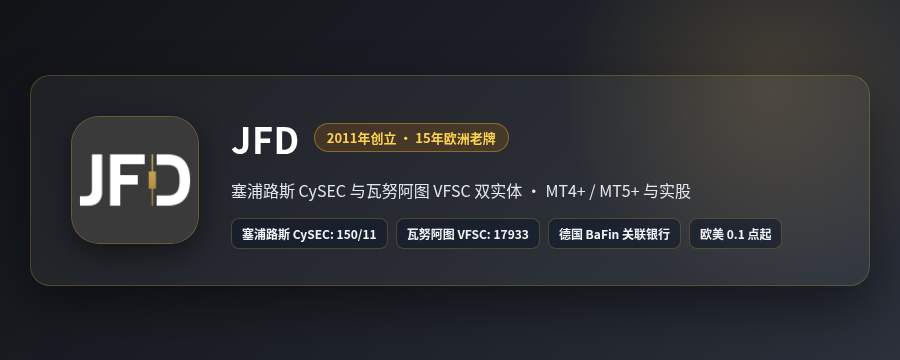 JFD
JFD
2011年创立 · 15年欧洲老牌
塞浦路斯 CySEC 与瓦努阿图 VFSC 双实体 · MT4+ / MT5+ 与实股
塞浦路斯 CySEC: 150/11
瓦努阿图 VFSC: 17933
德国 BaFin 关联银行
欧美 0.1 点起